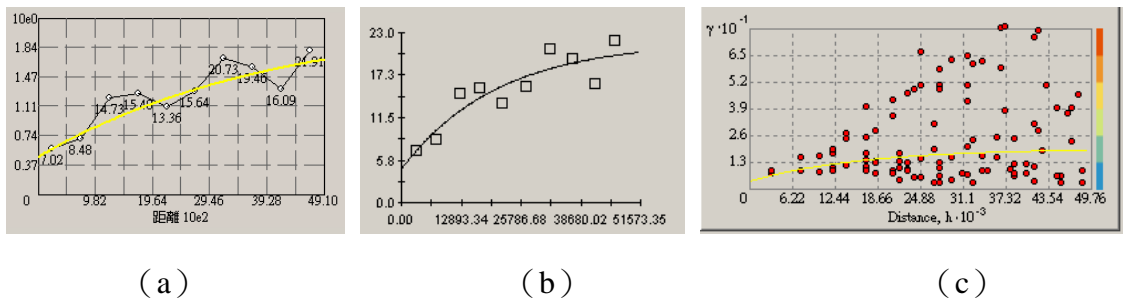 10e0
1.84
1.47
1.11
0.74
0.37
0
7.02
8.48
14.73
15.40
13.36
15.64
20.73
19.46
16.09
21.91
9.82 19.64 29.46 39.28 49.10
距離 10e2
(a)
23.0
17.3
11.5
5.8
0.0
0.00 12893.34 25786.68 38680.02 51573.35
(b)
γ·10⁻¹
6.5
5.2
3.9
2.6
1.3
0 6.22 12.44 18.66 24.88 31.1 37.32 43.54 49.76
Distance, h·10⁻³
(c)